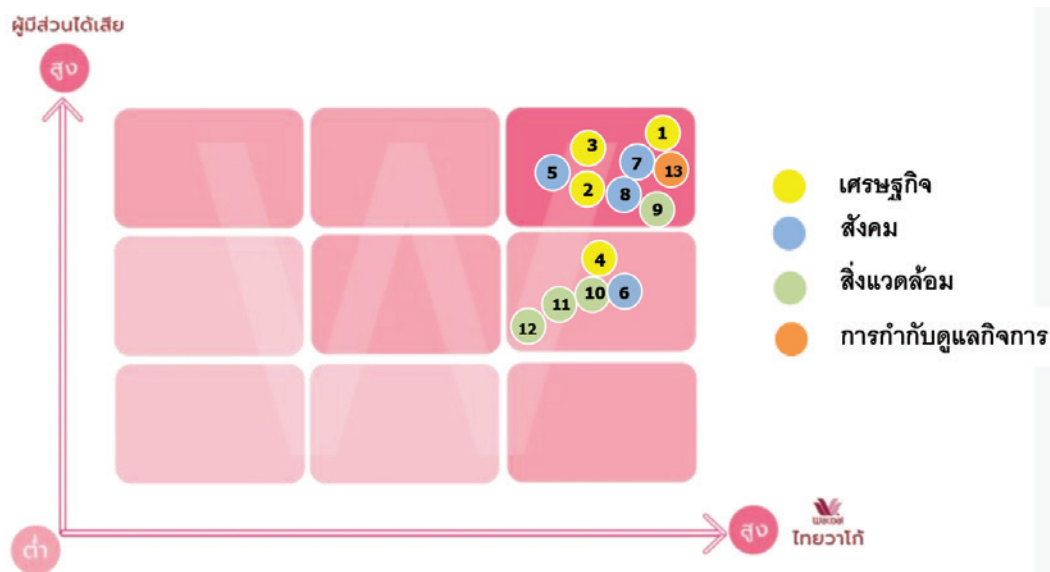 ผู้มีส่วนได้เสีย
สูง
1
3
7
13
5
2
8
9
4
10
6
11
12
เศรษฐกิจ
สังคม
สิ่งแวดล้อม
การกำกับดูแลกิจการ
ต่ำ
สูง
ไทยวาโก้